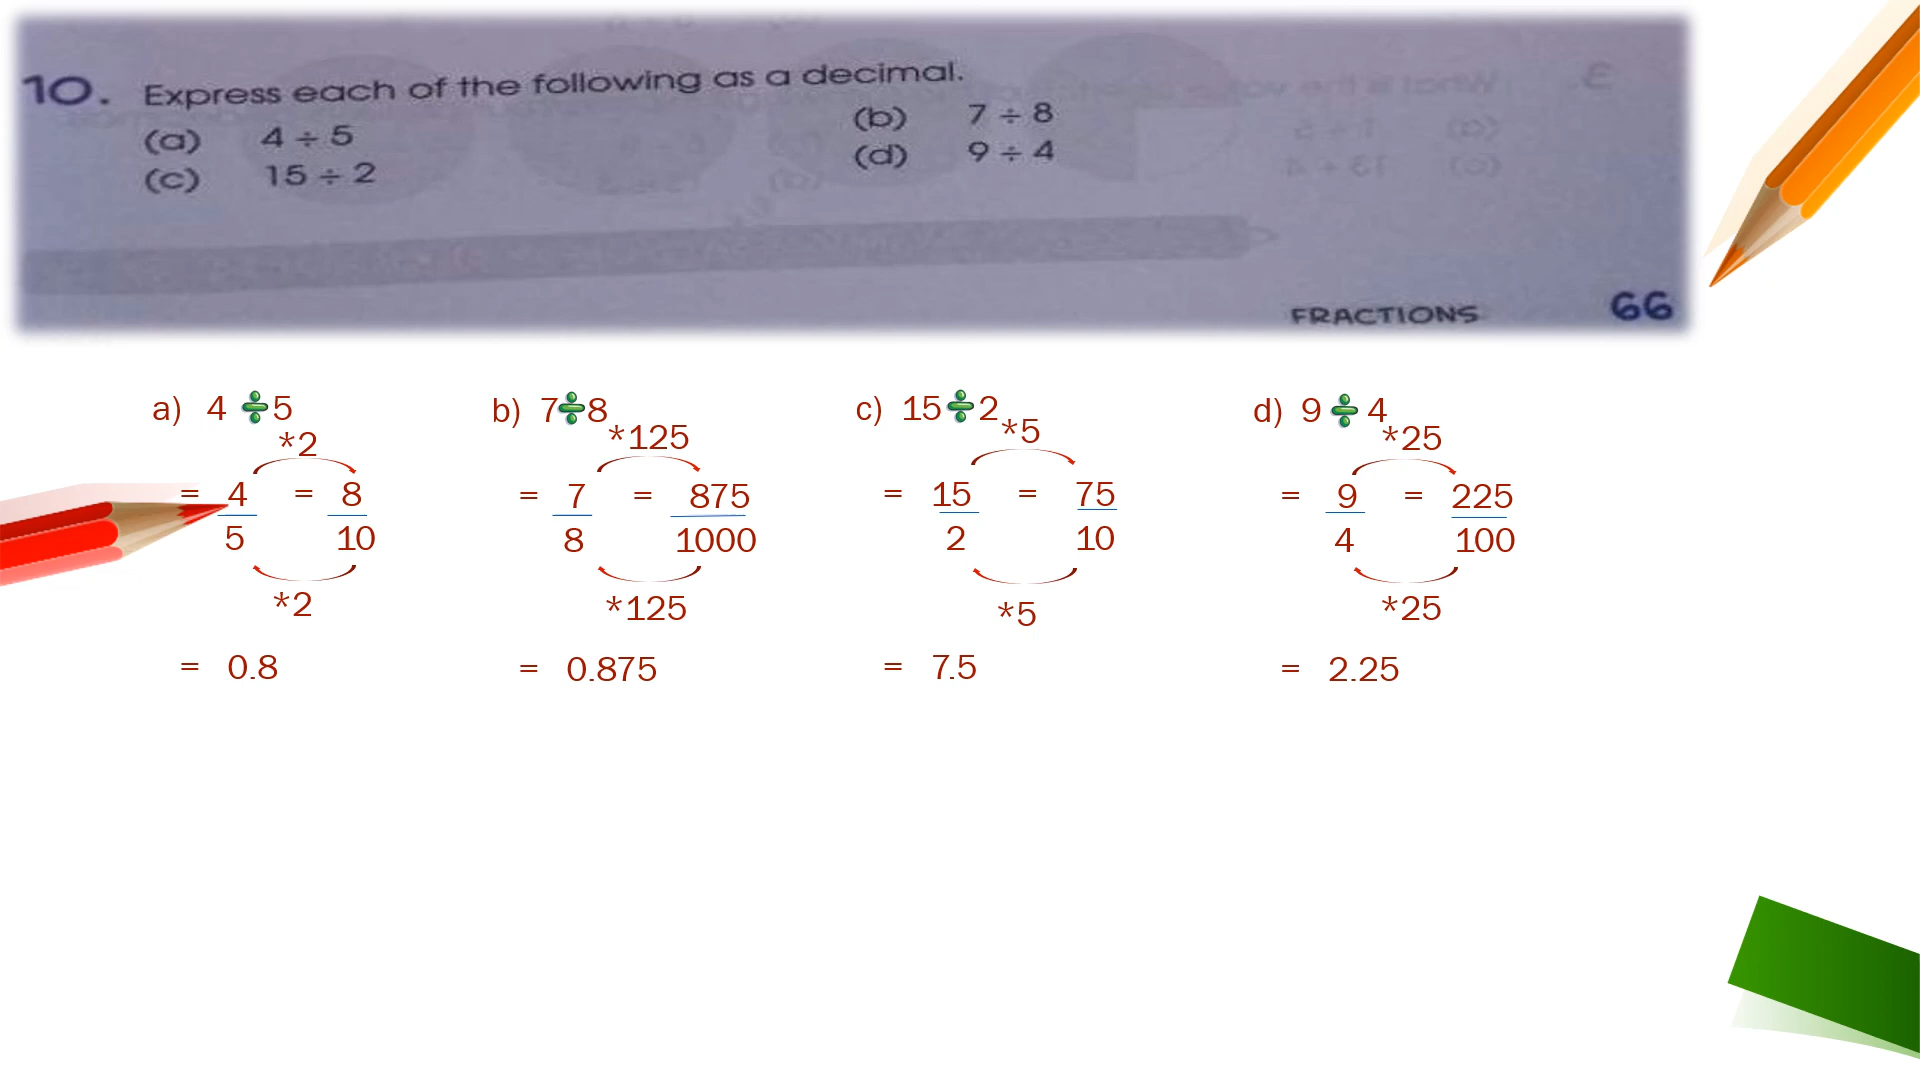 10. Express each of the following as a decimal.
(a) 4 ÷ 5 (b) 7 ÷ 8
(c) 15 ÷ 2 (d) 9 ÷ 4
FRACTIONS 66
a) 4 ÷ 5
*2
= 4 = 8
5 10
*2
= 0.8
b) 7 ÷ 8
*125
= 7 = 875
8 1000
*125
= 0.875
c) 15 ÷ 2
*5
= 15 = 75
2 10
*5
= 7.5
d) 9 ÷ 4
*25
= 9 = 225
4 100
*25
= 2.25